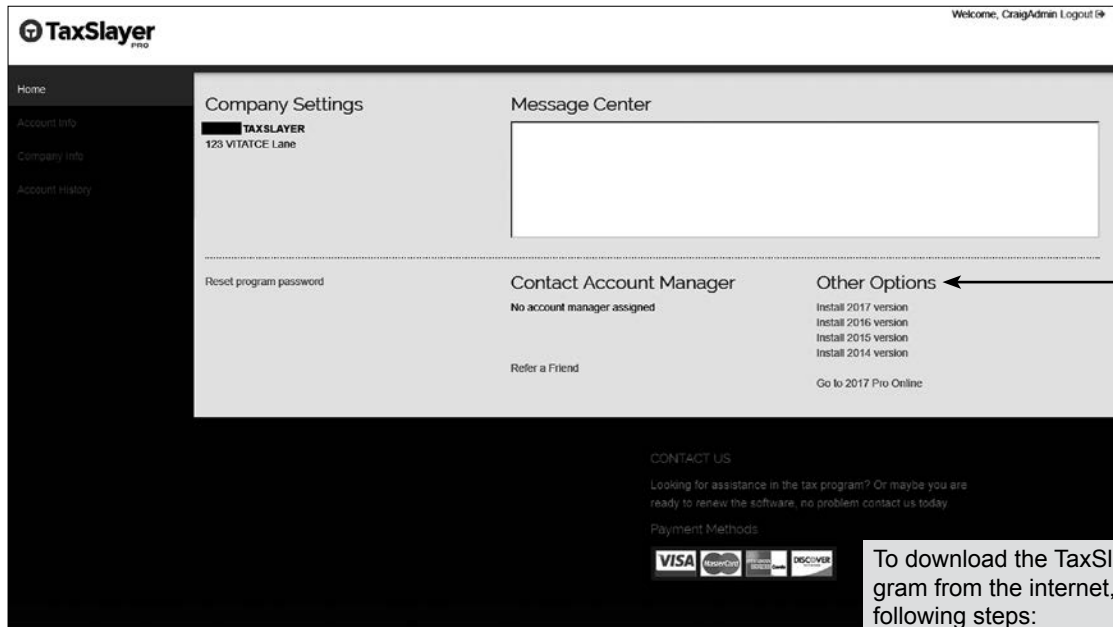 Welcome, CraigAdmin Logout
TaxSlayer
PRO
Home
Account Info
Company Info
Account History
Company Settings
TAXSLAYER
123 VITATCE Lane
Message Center
Reset program password
Contact Account Manager
No account manager assigned
Refer a Friend
Other Options
Install 2017 version
Install 2016 version
Install 2015 version
Install 2014 version
Go to 2017 Pro Online
CONTACT US
Looking for assistance in the tax program? Or maybe you are
ready to renew the software, no problem contact us today
Payment Methods
VISA
MasterCard
DISCOVER
To download the TaxSl
gram from the internet,
following steps: